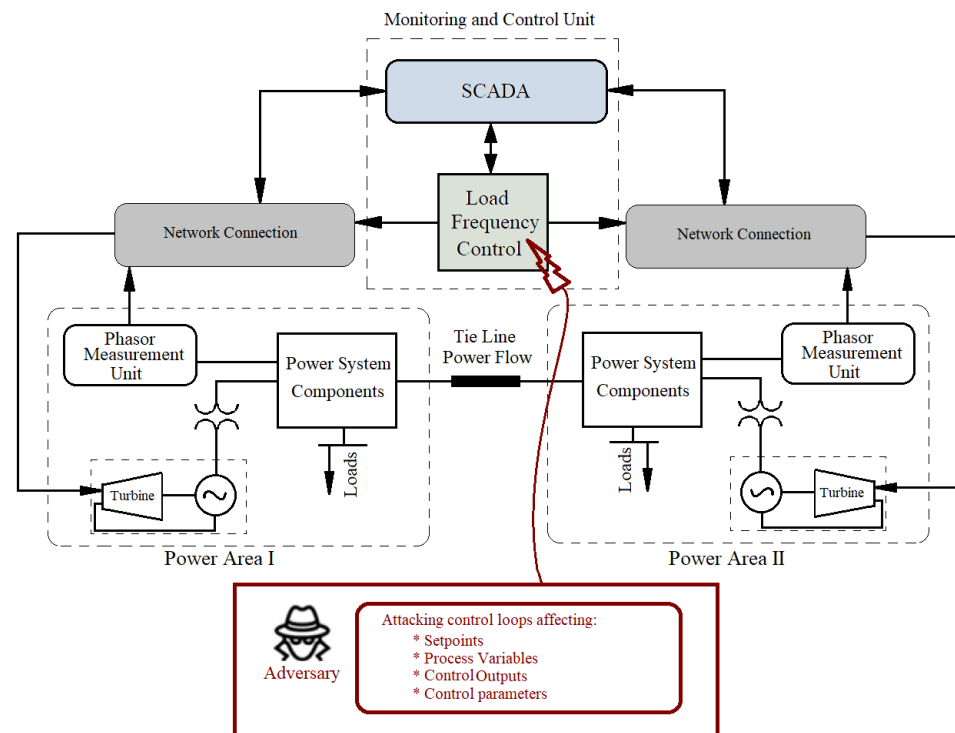 Monitoring and Control Unit
SCADA
Load
Frequency
Control
Network Connection
Network Connection
Phasor
Measurement
Unit
Power System
Components
Tie Line
Power Flow
Power System
Components
Phasor
Measurement
Unit
Loads
Loads
Turbine
Turbine
Power Area I
Power Area II
Adversary
Attacking control loops affecting:
* Setpoints
* Process Variables
* Control Outputs
* Control parameters